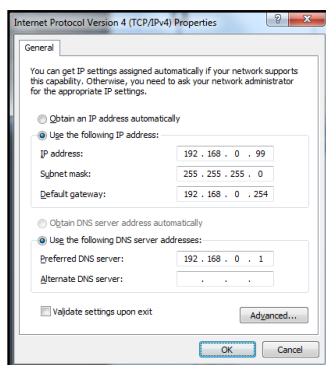 Internet Protocol Version 4 (TCP/IPv4) Properties
General
You can get IP settings assigned automatically if your network supports
this capability. Otherwise, you need to ask your network administrator
for the appropriate IP settings.
Obtain an IP address automatically
Use the following IP address:
IP address: 192 . 168 . 0 . 99
Subnet mask: 255 . 255 . 255 . 0
Default gateway: 192 . 168 . 0 . 254
Obtain DNS server address automatically
Use the following DNS server addresses:
Preferred DNS server: 192 . 168 . 0 . 1
Alternate DNS server: . . .
Validate settings upon exit
Advanced...
OK Cancel